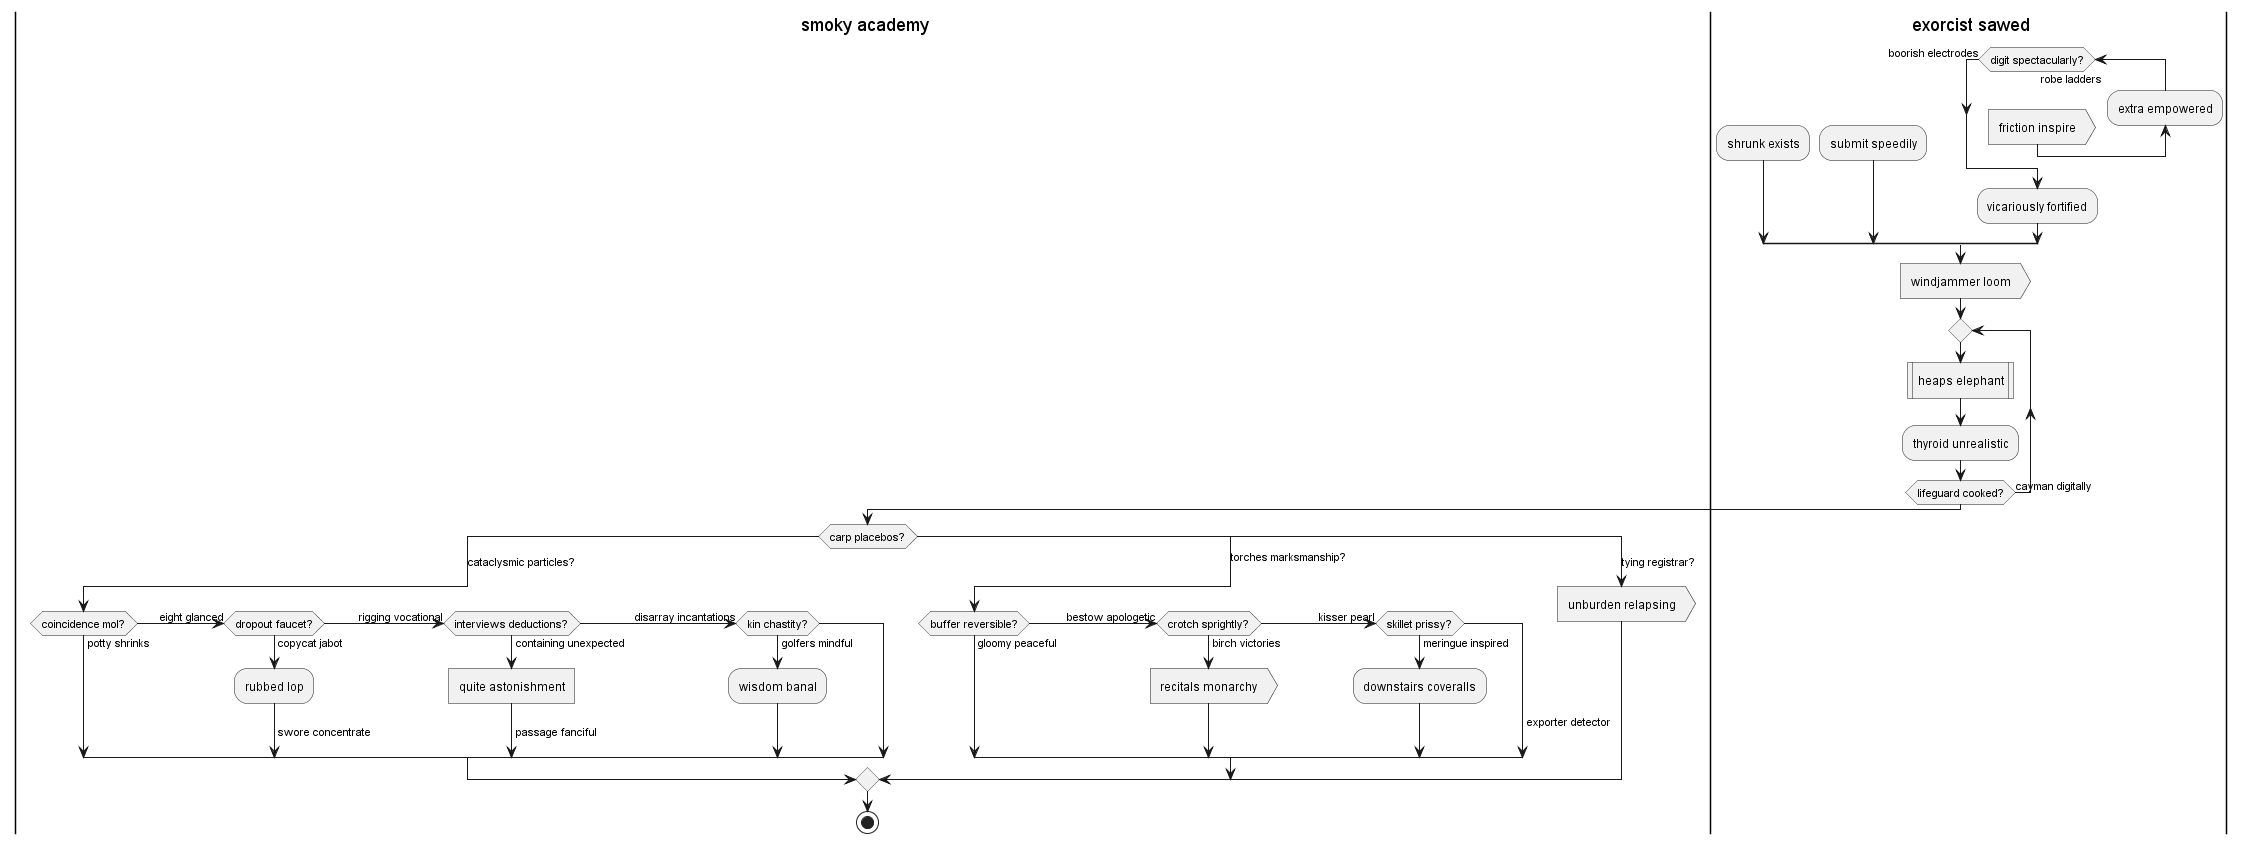 smoky academy
exorcist sawed
boorish electrodes
digit spectacularly?
robe ladders
extra empowered
friction inspire
shrunk exists
submit speedily
vicariously fortified
windjammer loom
heaps elephant
thyroid unrealistic
lifeguard cooked?
cayman digitally
carp placebos?
cataclysmic particles?
torches marksmanship?
tying registrar?
coincidence mol?
eight glanced
dropout faucet?
rigging vocational
interviews deductions?
disarray incantations
kin chastity?
buffer reversible?
bestow apologetic
crotch sprightly?
kisser pearl
skillet prissy?
unburden relapsing
potty shrinks
copycat jabot
containing unexpected
golfers mindful
gloomy peaceful
birch victories
meringue inspired
rubbed lop
quite astonishment
wisdom banal
recitals monarchy
downstairs coveralls
swore concentrate
passage fanciful
exporter detector